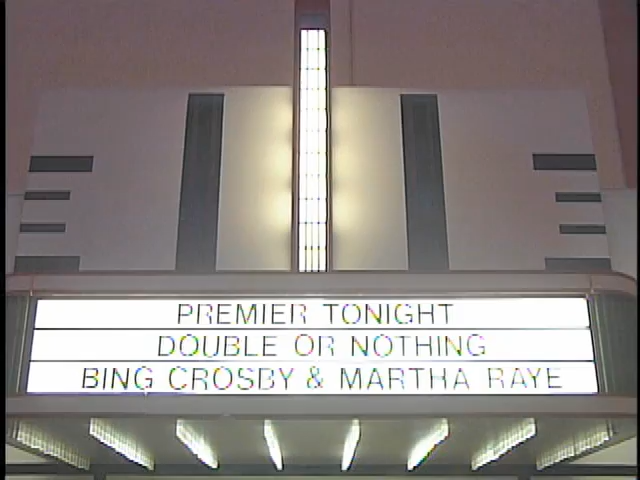 PREMIER TONIGHT
DOUBLE OR NOTHING
BING CROSBY & MARTHA RAYE